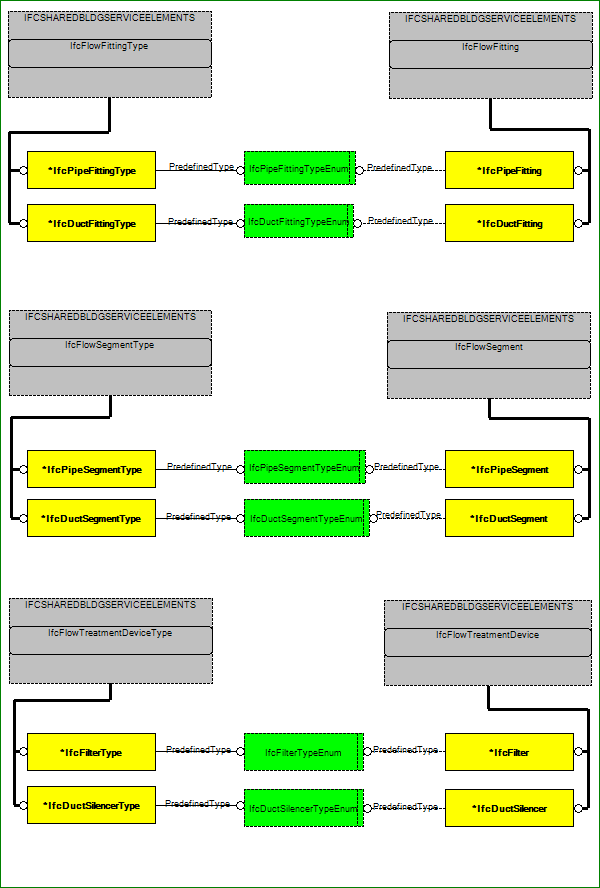 IFCSHAREDBLDGSERVICEELEMENTS
IfcFlowFittingType
IFCSHAREDBLDGSERVICEELEMENTS
IfcFlowFitting
*IfcPipeFittingType
PredefinedType
IfcPipeFittingTypeEnum
PredefinedType
*IfcPipeFitting
*IfcDuctFittingType
PredefinedType
IfcDuctFittingTypeEnum
PredefinedType
*IfcDuctFitting
IFCSHAREDBLDGSERVICEELEMENTS
IfcFlowSegmentType
IFCSHAREDBLDGSERVICEELEMENTS
IfcFlowSegment
*IfcPipeSegmentType
PredefinedType
IfcPipeSegmentTypeEnum
PredefinedType
*IfcPipeSegment
*IfcDuctSegmentType
PredefinedType
IfcDuctSegmentTypeEnum
PredefinedType
*IfcDuctSegment
IFCSHAREDBLDGSERVICEELEMENTS
IfcFlowTreatmentDeviceType
IFCSHAREDBLDGSERVICEELEMENTS
IfcFlowTreatmentDevice
*IfcFilterType
PredefinedType
IfcFilterTypeEnum
PredefinedType
*IfcFilter
*IfcDuctSilencerType
PredefinedType
IfcDuctSilencerTypeEnum
PredefinedType
*IfcDuctSilencer